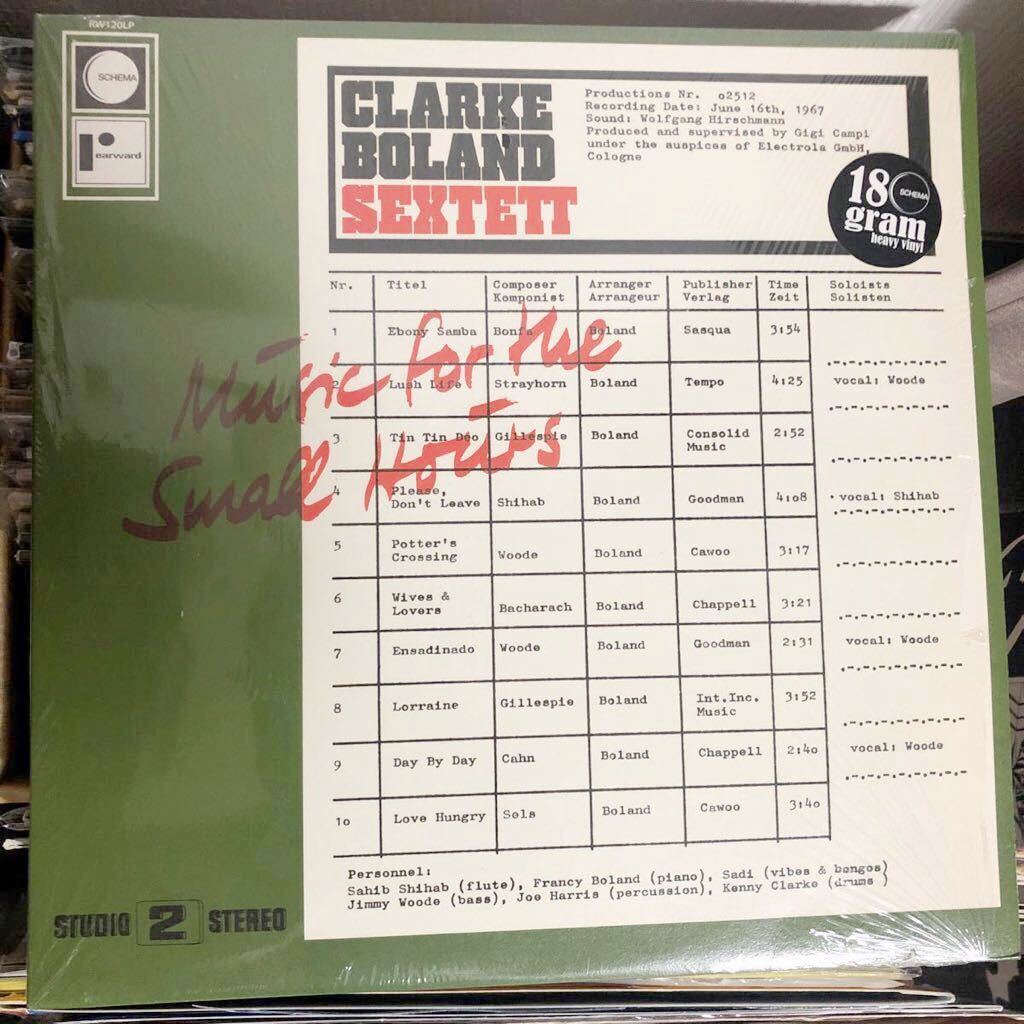 RW120LP
SCHEMA
rearward
CLARKE
BOLAND
SEXTETT
Productions Nr. o2512
Recording Date: June 16th, 1967
Sound: Wolfgang Hirschmann
Produced and supervised by Gigi Campi
under the auspices of Electrola GmbH,
Cologne
180 SCHEMA
gram
heavy vinyl
Music for the
Small Hours
Nr. Titel Composer Arranger Publisher Time Soloists
Komponist Arrangeur Verlag Zeit Solisten
1 Ebony Samba Bonfa Boland Sasqua 3:54
2 Lush Life Strayhorn Boland Tempo 4:25 vocal: Woode
3 Tin Tin Déo Gillespie Boland Consolid 2:52
Music
4 Please, Shihab Boland Goodman 4:o8 vocal: Shihab
Don't Leave
5 Potter's Woode Boland Cawoo 3:17
Crossing
6 Wives & Bacharach Boland Chappell 3:21
Lovers
7 Ensadinado Woode Boland Goodman 2:31 vocal: Woode
8 Lorraine Gillespie Boland Int.Inc. 3:52
Music
9 Day By Day Cahn Boland Chappell 2:4o vocal: Woode
1o Love Hungry Sols Boland Cawoo 3:4o
Personnel:
Sahib Shihab (flute), Francy Boland (piano), Sadi (vibes & bongos)
Jimmy Woode (bass), Joe Harris (percussion), Kenny Clarke (drums )
STUDIO 2 STEREO